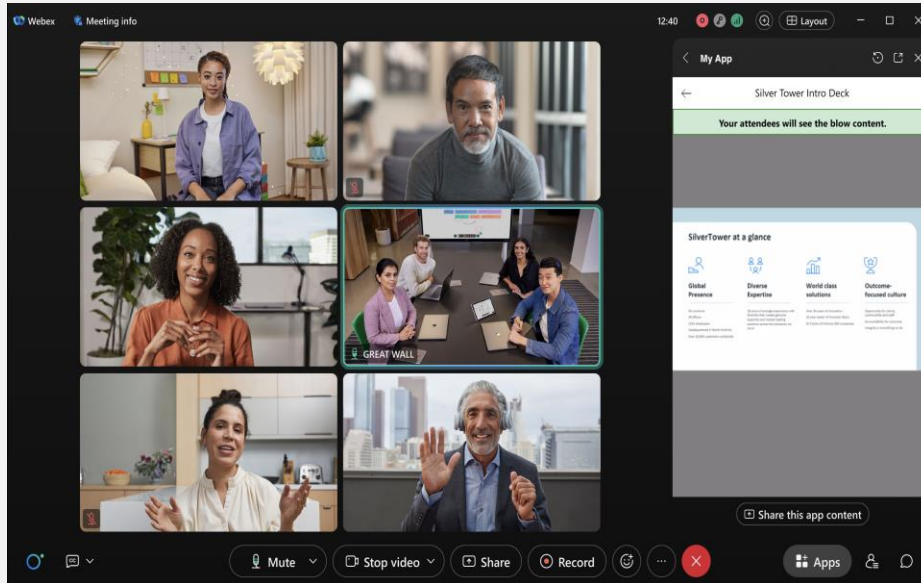 Webex
Meeting info
12:40
Layout
My App
Silver Tower Intro Deck
Your attendees will see the blow content.
SilverTower at a glance
Global
Presence
Diverse
Expertise
World class
solutions
Outcome-
focused culture
GREAT WALL
Share this app content
CC
Mute
Stop video
Share
Record
Apps